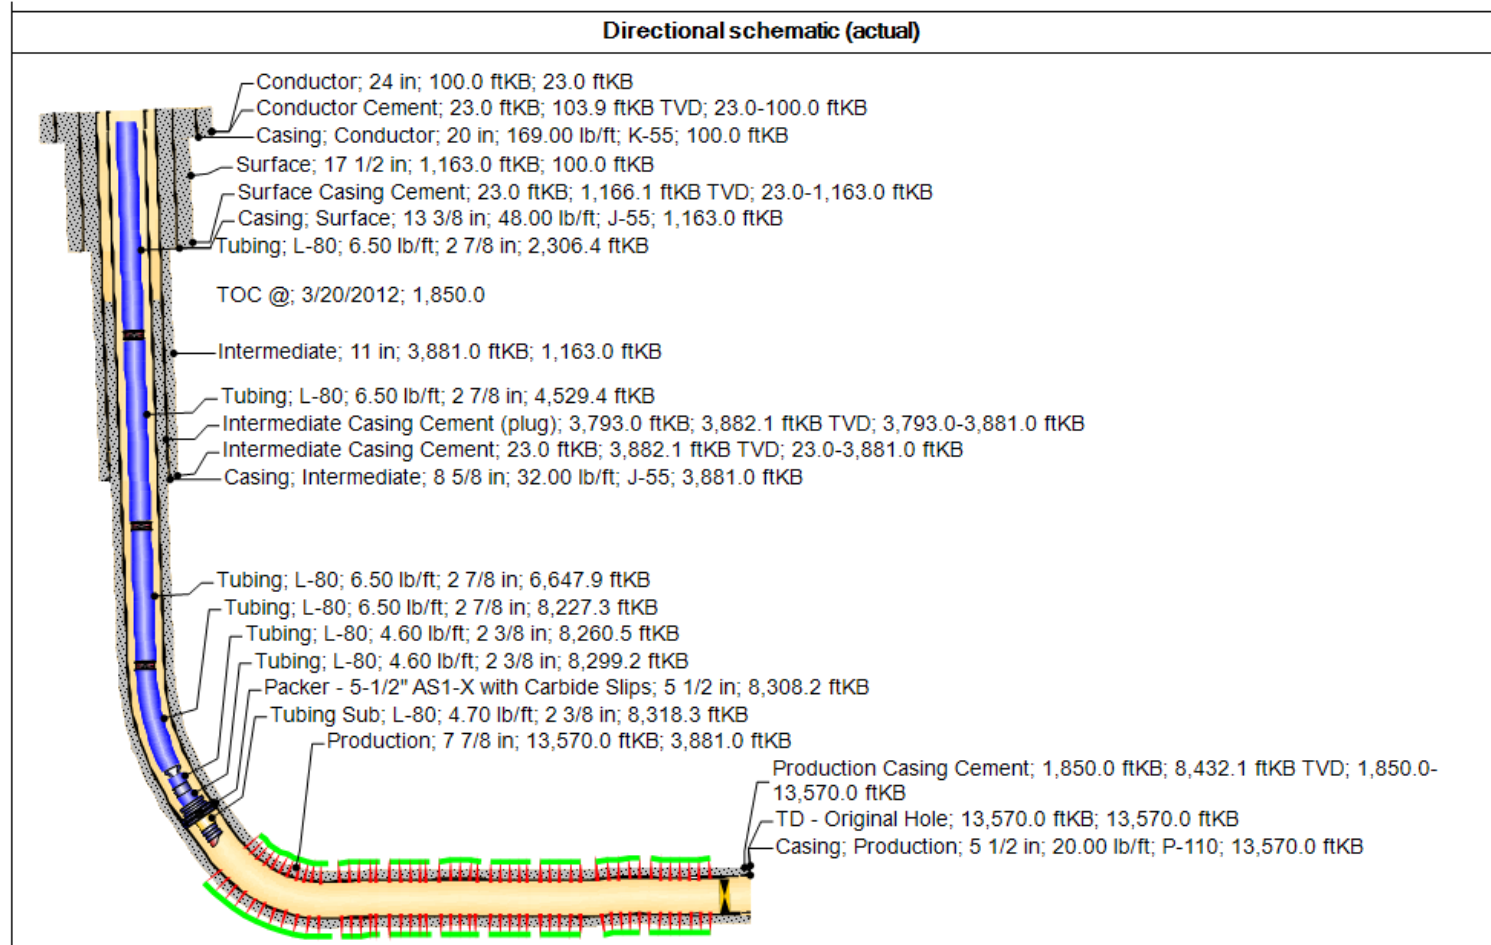 Directional schematic (actual)
Conductor; 24 in; 100.0 ftKB; 23.0 ftKB
Conductor Cement; 23.0 ftKB; 103.9 ftKB TVD; 23.0-100.0 ftKB
Casing; Conductor; 20 in; 169.00 lb/ft; K-55; 100.0 ftKB
Surface; 17 1/2 in; 1,163.0 ftKB; 100.0 ftKB
Surface Casing Cement; 23.0 ftKB; 1,166.1 ftKB TVD; 23.0-1,163.0 ftKB
Casing; Surface; 13 3/8 in; 48.00 lb/ft; J-55; 1,163.0 ftKB
Tubing; L-80; 6.50 lb/ft; 2 7/8 in; 2,306.4 ftKB
TOC @; 3/20/2012; 1,850.0
Intermediate; 11 in; 3,881.0 ftKB; 1,163.0 ftKB
Tubing; L-80; 6.50 lb/ft; 2 7/8 in; 4,529.4 ftKB
Intermediate Casing Cement (plug); 3,793.0 ftKB; 3,882.1 ftKB TVD; 3,793.0-3,881.0 ftKB
Intermediate Casing Cement; 23.0 ftKB; 3,882.1 ftKB TVD; 23.0-3,881.0 ftKB
Casing; Intermediate; 8 5/8 in; 32.00 lb/ft; J-55; 3,881.0 ftKB
Tubing; L-80; 6.50 lb/ft; 2 7/8 in; 6,647.9 ftKB
Tubing; L-80; 6.50 lb/ft; 2 7/8 in; 8,227.3 ftKB
Tubing; L-80; 4.60 lb/ft; 2 3/8 in; 8,260.5 ftKB
Tubing; L-80; 4.60 lb/ft; 2 3/8 in; 8,299.2 ftKB
Packer - 5-1/2" AS1-X with Carbide Slips; 5 1/2 in; 8,308.2 ftKB
Tubing Sub; L-80; 4.70 lb/ft; 2 3/8 in; 8,318.3 ftKB
Production; 7 7/8 in; 13,570.0 ftKB; 3,881.0 ftKB
Production Casing Cement; 1,850.0 ftKB; 8,432.1 ftKB TVD; 1,850.0-
13,570.0 ftKB
TD - Original Hole; 13,570.0 ftKB; 13,570.0 ftKB
Casing; Production; 5 1/2 in; 20.00 lb/ft; P-110; 13,570.0 ftKB